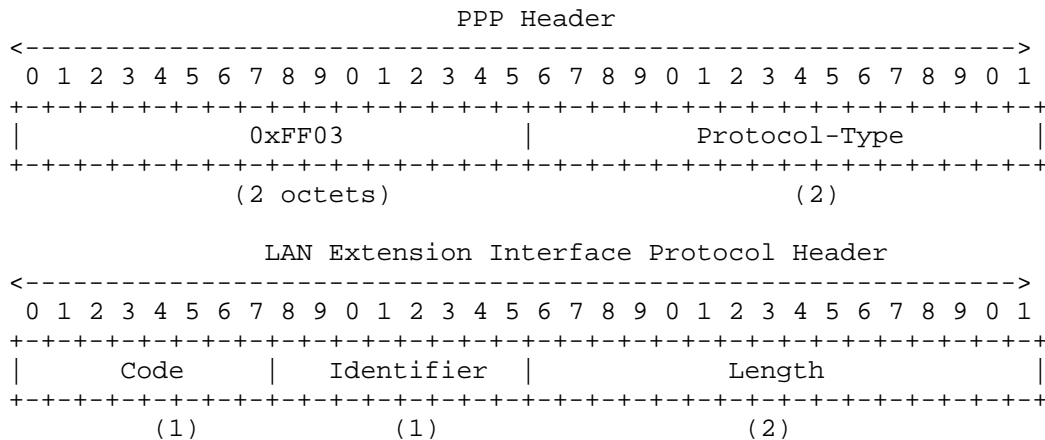 PPP Header
<-------------------------------------------------------------->
 0 1 2 3 4 5 6 7 8 9 0 1 2 3 4 5 6 7 8 9 0 1 2 3 4 5 6 7 8 9 0 1
+-+-+-+-+-+-+-+-+-+-+-+-+-+-+-+-+-+-+-+-+-+-+-+-+-+-+-+-+-+-+-+-+
|              0xFF03           |          Protocol-Type        |
+-+-+-+-+-+-+-+-+-+-+-+-+-+-+-+-+-+-+-+-+-+-+-+-+-+-+-+-+-+-+-+-+
              (2 octets)                         (2)
                LAN Extension Interface Protocol Header
<-------------------------------------------------------------->
 0 1 2 3 4 5 6 7 8 9 0 1 2 3 4 5 6 7 8 9 0 1 2 3 4 5 6 7 8 9 0 1
+-+-+-+-+-+-+-+-+-+-+-+-+-+-+-+-+-+-+-+-+-+-+-+-+-+-+-+-+-+-+-+-+
|      Code     |   Identifier  |            Length             |
+-+-+-+-+-+-+-+-+-+-+-+-+-+-+-+-+-+-+-+-+-+-+-+-+-+-+-+-+-+-+-+-+
         (1)            (1)                   (2)